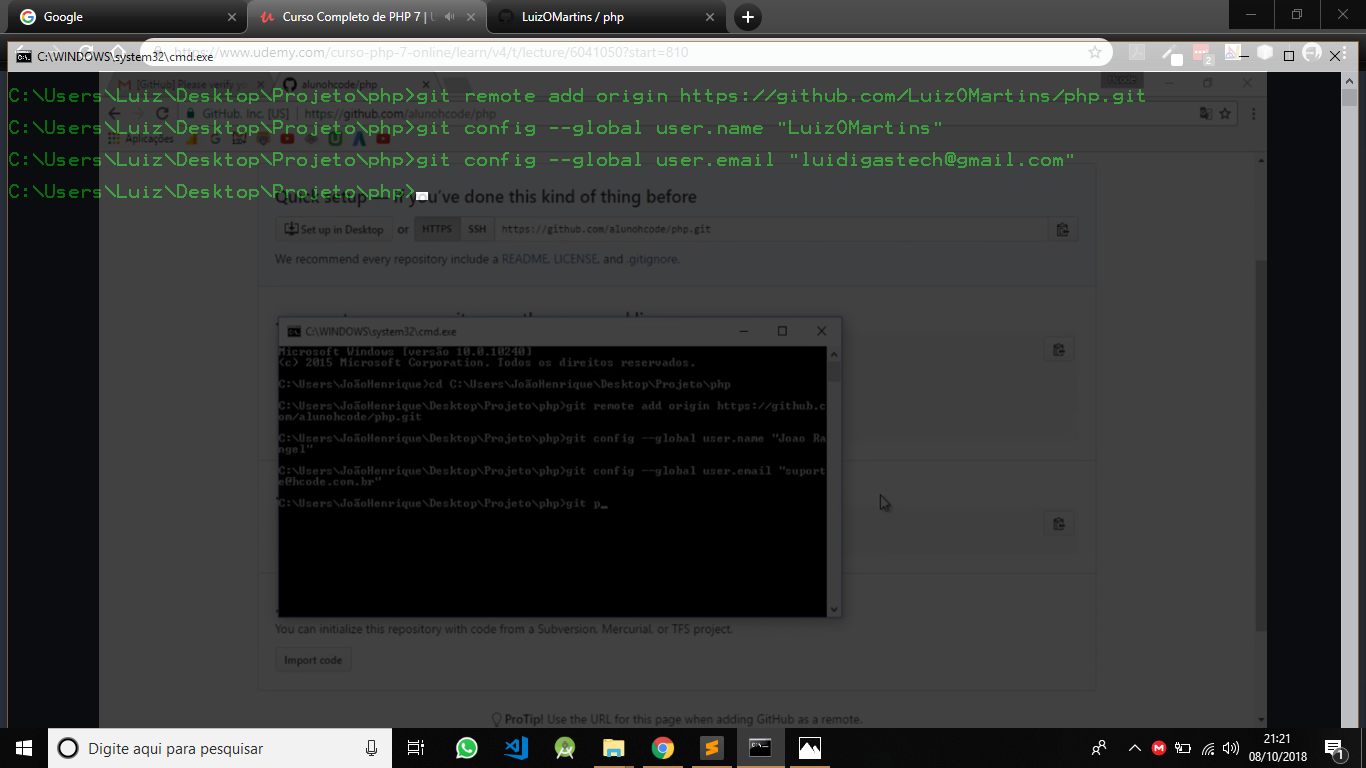 Google
Curso Completo de PHP 7 | U
LuizOMartins / php
https://www.udemy.com/curso-php-7-online/learn/v4/t/lecture/6041050?start=810
C:\WINDOWS\system32\cmd.exe
2
[GitHub] Please verify yo
alunohcode/php
C:\Users\Luiz\Desktop\Projeto\php>git remote add origin https://github.com/LuizOMartins/php.git
GitHub, Inc. [US]
https://github.com/alunohcode/php
C:\Users\Luiz\Desktop\Projeto\php>git config --global user.name "LuizOMartins"
Aplicações
C:\Users\Luiz\Desktop\Projeto\php>git config --global user.email "luidigastech@gmail.com"
C:\Users\Luiz\Desktop\Projeto\php>
Quick setup — if you've done this kind of thing before
Set up in Desktop or HTTPS SSH https://github.com/alunohcode/php.git
We recommend every repository include a README, LICENSE, and .gitignore.
C:\WINDOWS\system32\cmd.exe
Microsoft Windows [versão 10.0.10240]
(c) 2015 Microsoft Corporation. Todos os direitos reservados.
C:\Users\JoãoHenrique>cd C:\Users\JoãoHenrique\Desktop\Projeto\php
C:\Users\JoãoHenrique\Desktop\Projeto\php>git remote add origin https://github.c
om/alunohcode/php.git
C:\Users\JoãoHenrique\Desktop\Projeto\php>git config --global user.name "Joao Ra
ngel"
C:\Users\JoãoHenrique\Desktop\Projeto\php>git config --global user.email "suport
e@hcode.com.br"
C:\Users\JoãoHenrique\Desktop\Projeto\php>git p_
You can initialize this repository with code from a Subversion, Mercurial, or TFS project.
Import code
ProTip! Use the URL for this page when adding GitHub as a remote.
Digite aqui para pesquisar
21:21
08/10/2018
1